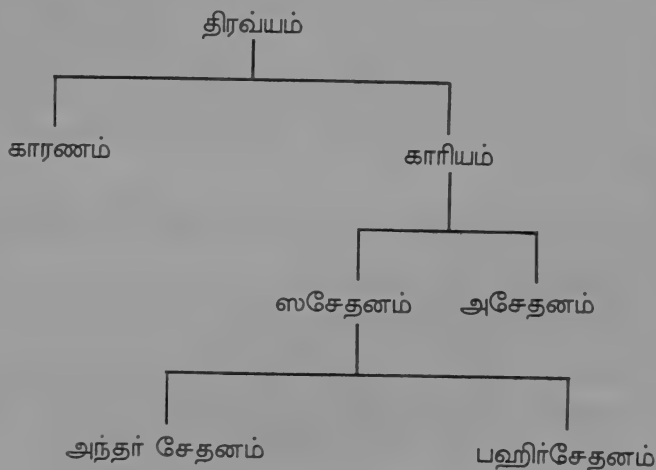 திரவ்யம்
காரணம் காரியம்
ஸசேதனம் அசேதனம்
அந்தர் சேதனம் பஹிர்சேதனம்